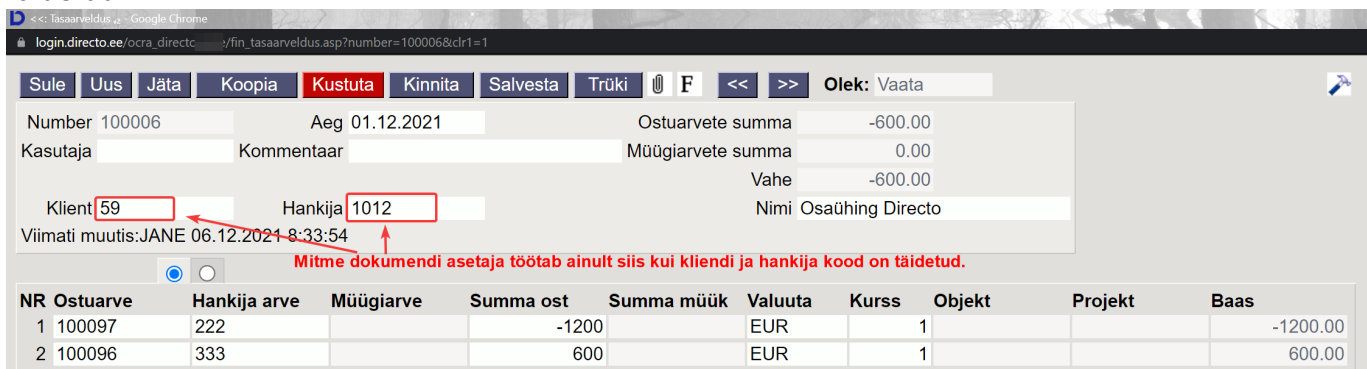 <<: Tasaarveldus - Google Chrome
login.directo.ee/ocra_directo /fin_tasaarveldus.asp?number=100006&clr1=1
Sule Uus Jäta Koopia Kustuta Kinnita Salvesta Trüki F << >> Olek: Vaata
Number 100006 Aeg 01.12.2021 Ostuarvete summa -600.00
Kasutaja Kommentaar Müügiarvete summa 0.00
Vahe -600.00
Klient 59 Hankija 1012 Nimi Osaühing Directo
Viimati muutis:JANE 06.12.2021 8:33:54
Mitme dokumendi asetaja töötab ainult siis kui kliendi ja hankija kood on täidetud.
NR Ostuarve Hankija arve Müügiarve Summa ost Summa müük Valuuta Kurss Objekt Projekt Baas
1 100097 222 -1200 EUR 1 -1200.00
2 100096 333 600 EUR 1 600.00